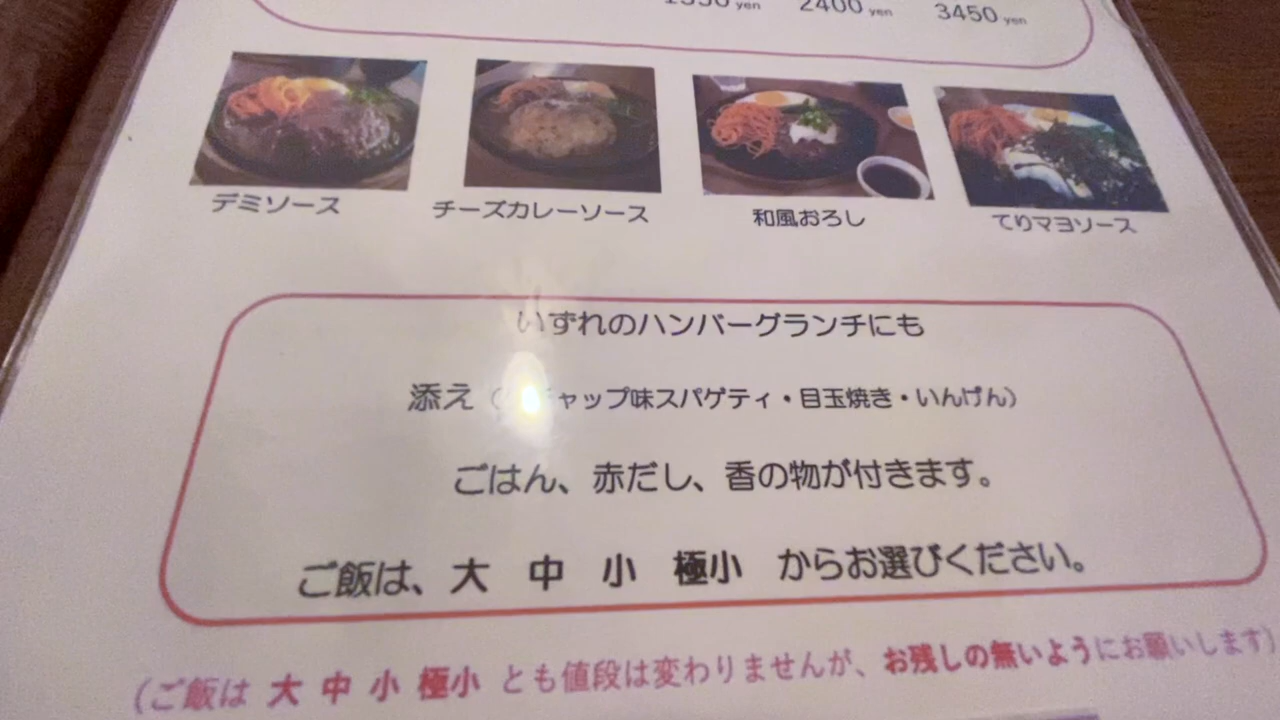 yen 2400 yen 3450 yen
デミソース チーズカレーソース 和風おろし てりマヨソース
いずれのハンバーグランチにも
添え( チャップ味スパゲティ・目玉焼き・いんげん)
ごはん、赤だし、香の物が付きます。
ご飯は、大 中 小 極小 からお選びください。
(ご飯は 大 中 小 極小 とも値段は変わりませんが、お残しの無いようにお願いします)